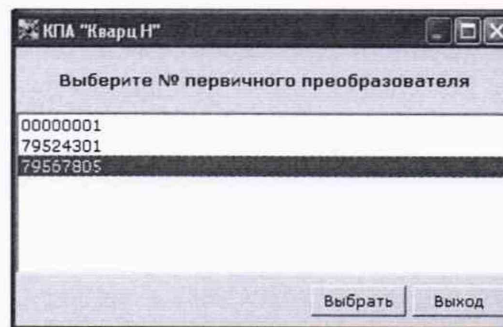 КПА "Кварц Н"
Выберите № первичного преобразователя
00000001
79524301
79567805
Выбрать
Выход